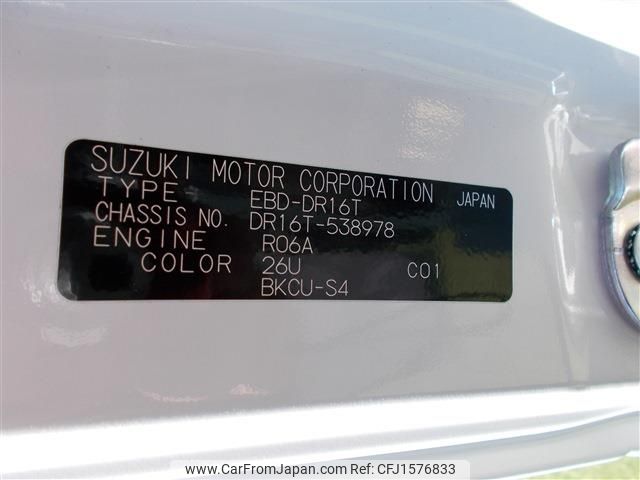 SUZUKI MOTOR CORPORATION JAPAN
TYPE EBD-DR16T
CHASSIS NO. DR16T-538978
ENGINE R06A
COLOR 26U C01
BKCU-S4
www.CarFromJapan.com - CFJ1576833